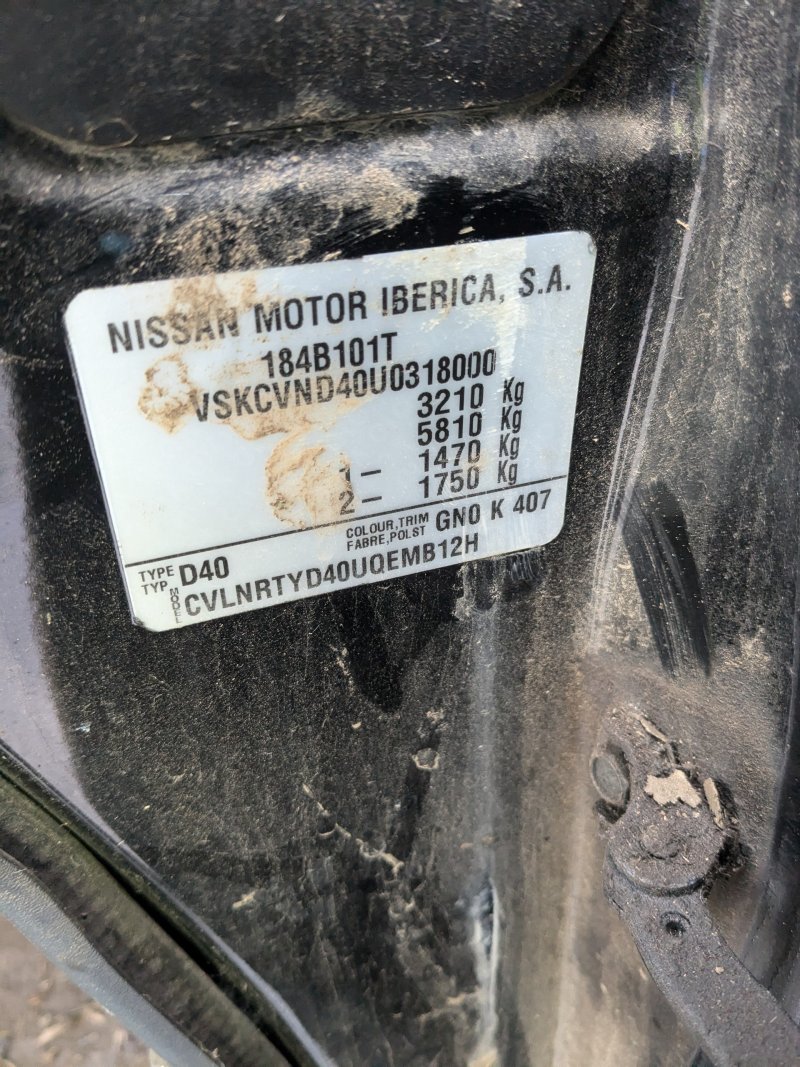 NISSAN MOTOR IBERICA, S.A.
184B101T
VSKCVND40U0318000
3210 Kg
5810 Kg
1- 1470 Kg
2- 1750 Kg
TYPE TYP D40 COLOUR,TRIM FABRE,POLST GN0 K 407
MODEL CVLNRTYD40UQEMB12H